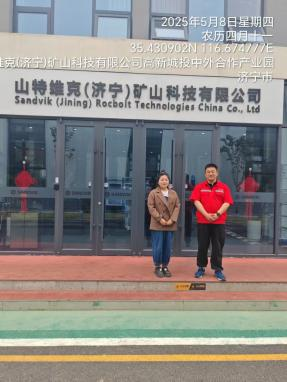 2025年5月8日星期四
农历四月十一
35.430902N 116.674777E
维克(济宁)矿山科技有限公司高新城投中外合作产业园
济宁市
山特维克(济宁)矿山科技有限公司
Sandvik (Jining) Rocbolt Technologies China Co., Ltd
SANDVIK
SANDVIK